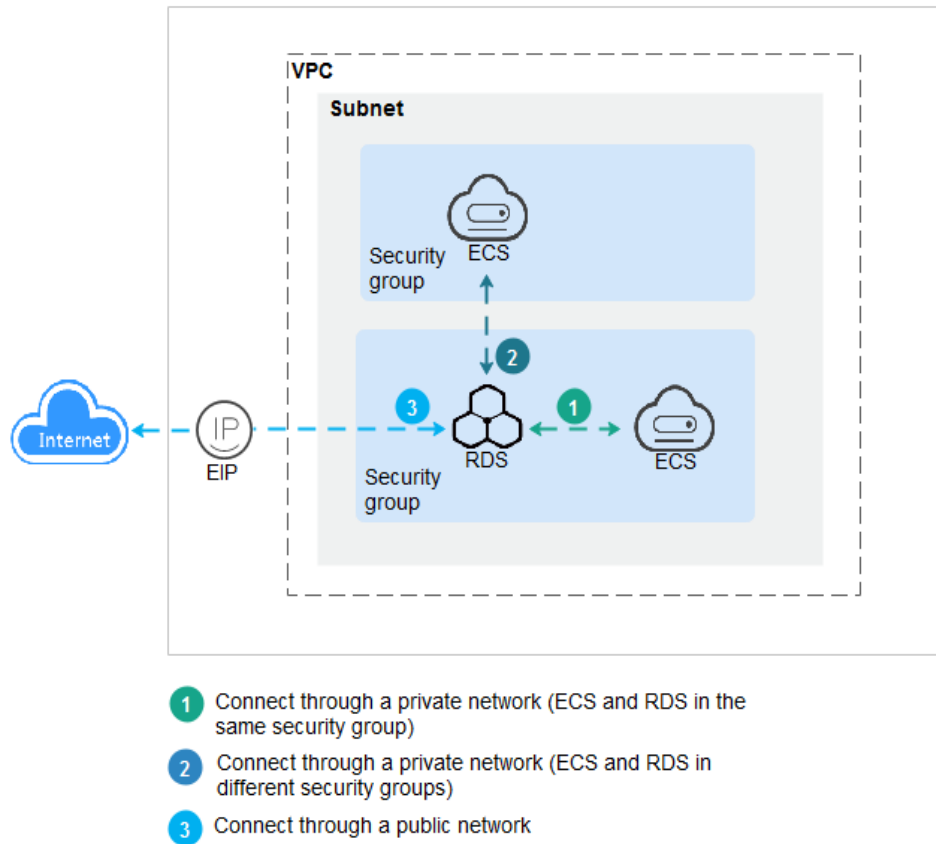 VPC
Subnet
ECS
Security
group
2
3
1
Internet
IP
EIP
RDS
ECS
Security
group
1 Connect through a private network (ECS and RDS in the
same security group)
2 Connect through a private network (ECS and RDS in
different security groups)
3 Connect through a public network